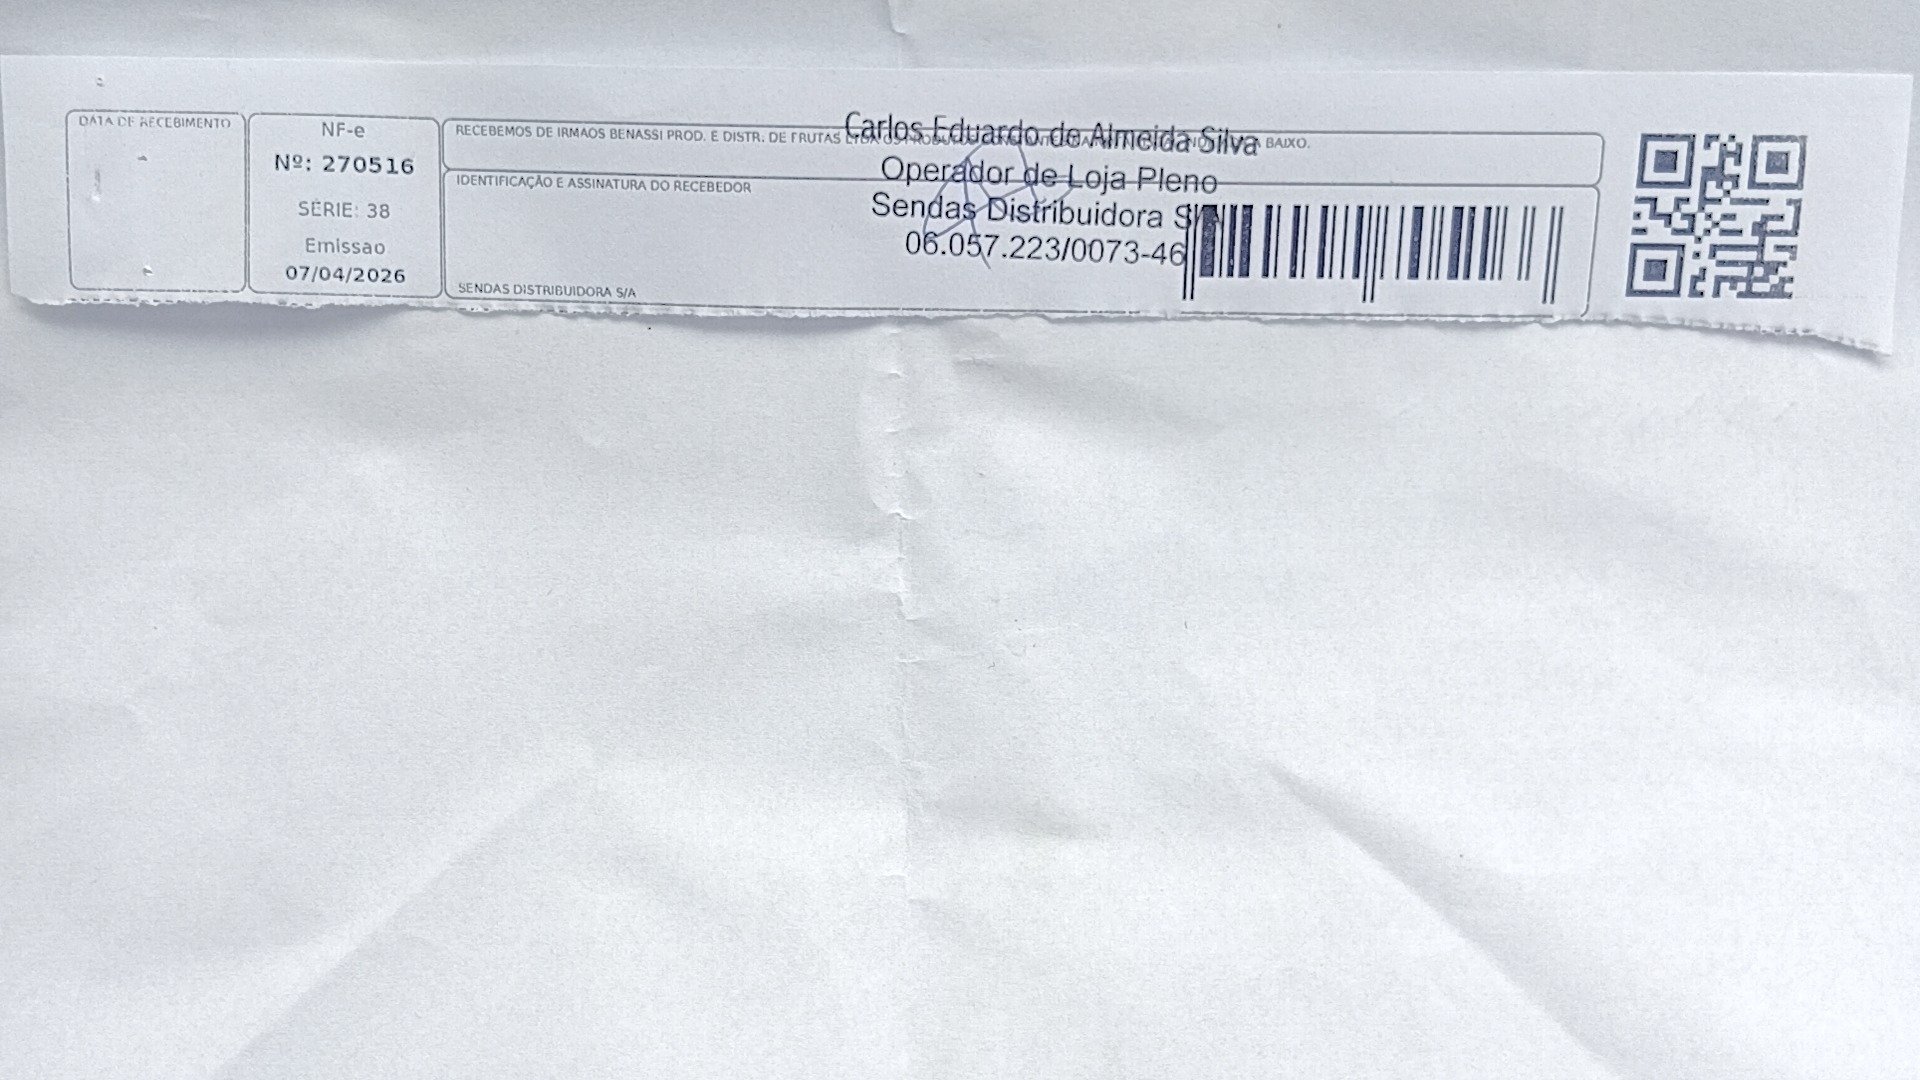 DATA DE RECEBIMENTO
NF-e
Nº: 270516
SERIE: 38
Emissao
07/04/2026
RECEBEMOS DE IRMAOS BENASSI PROD. E DISTR. DE FRUTAS LTDA OS BAIXO.
IDENTIFICAÇÃO E ASSINATURA DO RECEBEDOR
SENDAS DISTRIBUIDORA S/A
Carlos Eduardo de Almeida Silva
Operador de Loja Pleno
Sendas Distribuidora S/A
06.057.223/0073-46